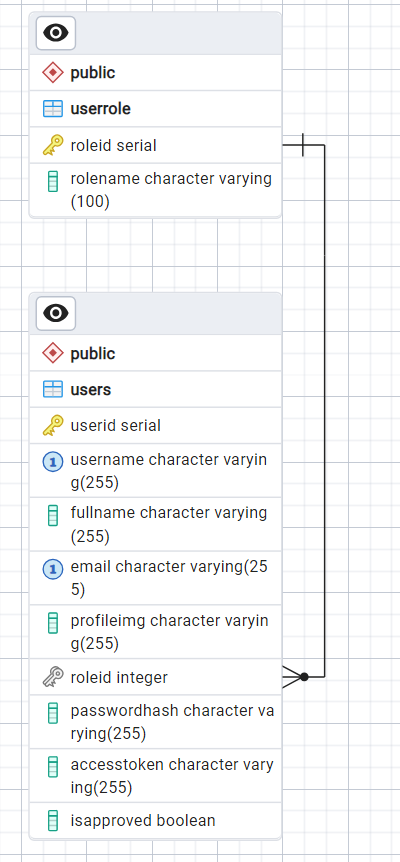 public
userrole
roleid serial
rolename character varying
(100)
public
users
userid serial
1 username character varyin
g(255)
fullname character varying
(255)
1 email character varying(25
5)
profileimg character varyin
g(255)
roleid integer
passwordhash character va
rying(255)
accesstoken character vary
ing(255)
isapproved boolean